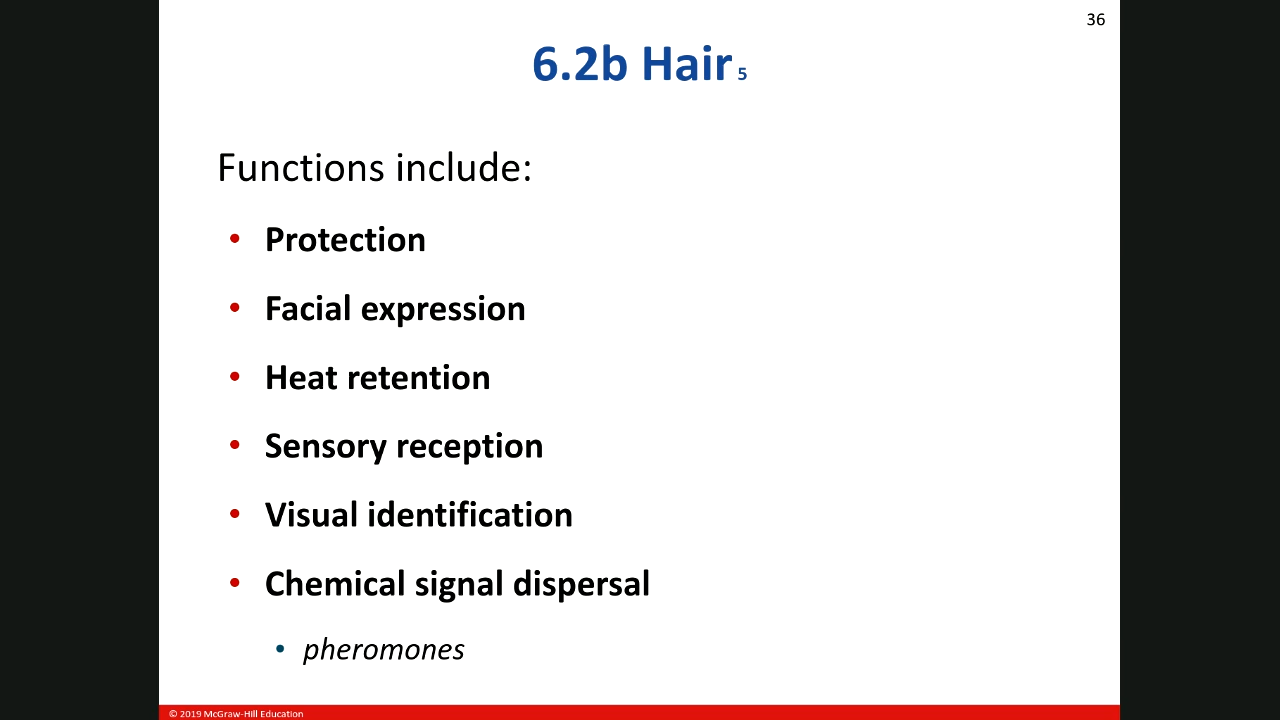 36
6.2b Hair 5
Functions include:
• Protection
• Facial expression
• Heat retention
• Sensory reception
• Visual identification
• Chemical signal dispersal
• pheromones
© 2019 McGraw-Hill Education